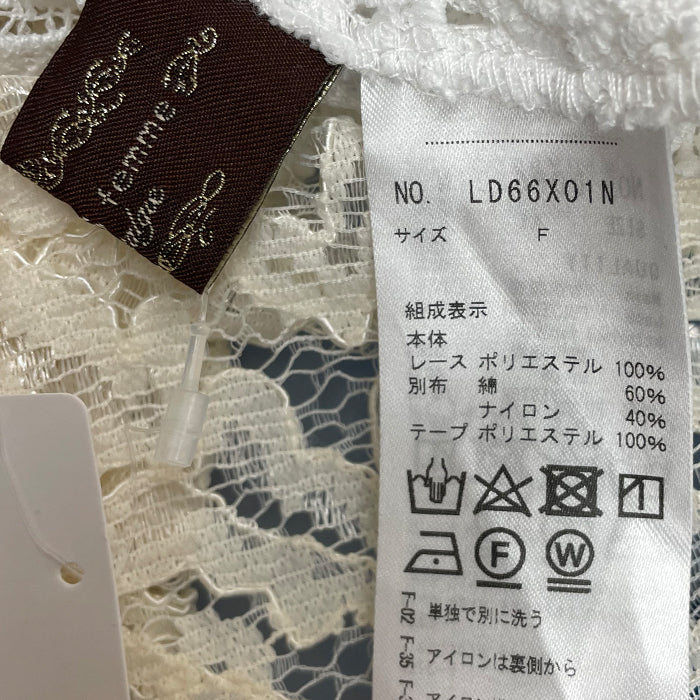 femme
NO. LD66X01N
サイズ F
組成表示
本体
レース ポリエステル 100%
別布 綿 60%
ナイロン 40%
テープ ポリエステル 100%
F
W
F-02 単独で別に洗う
F-35 アイロンは裏側から